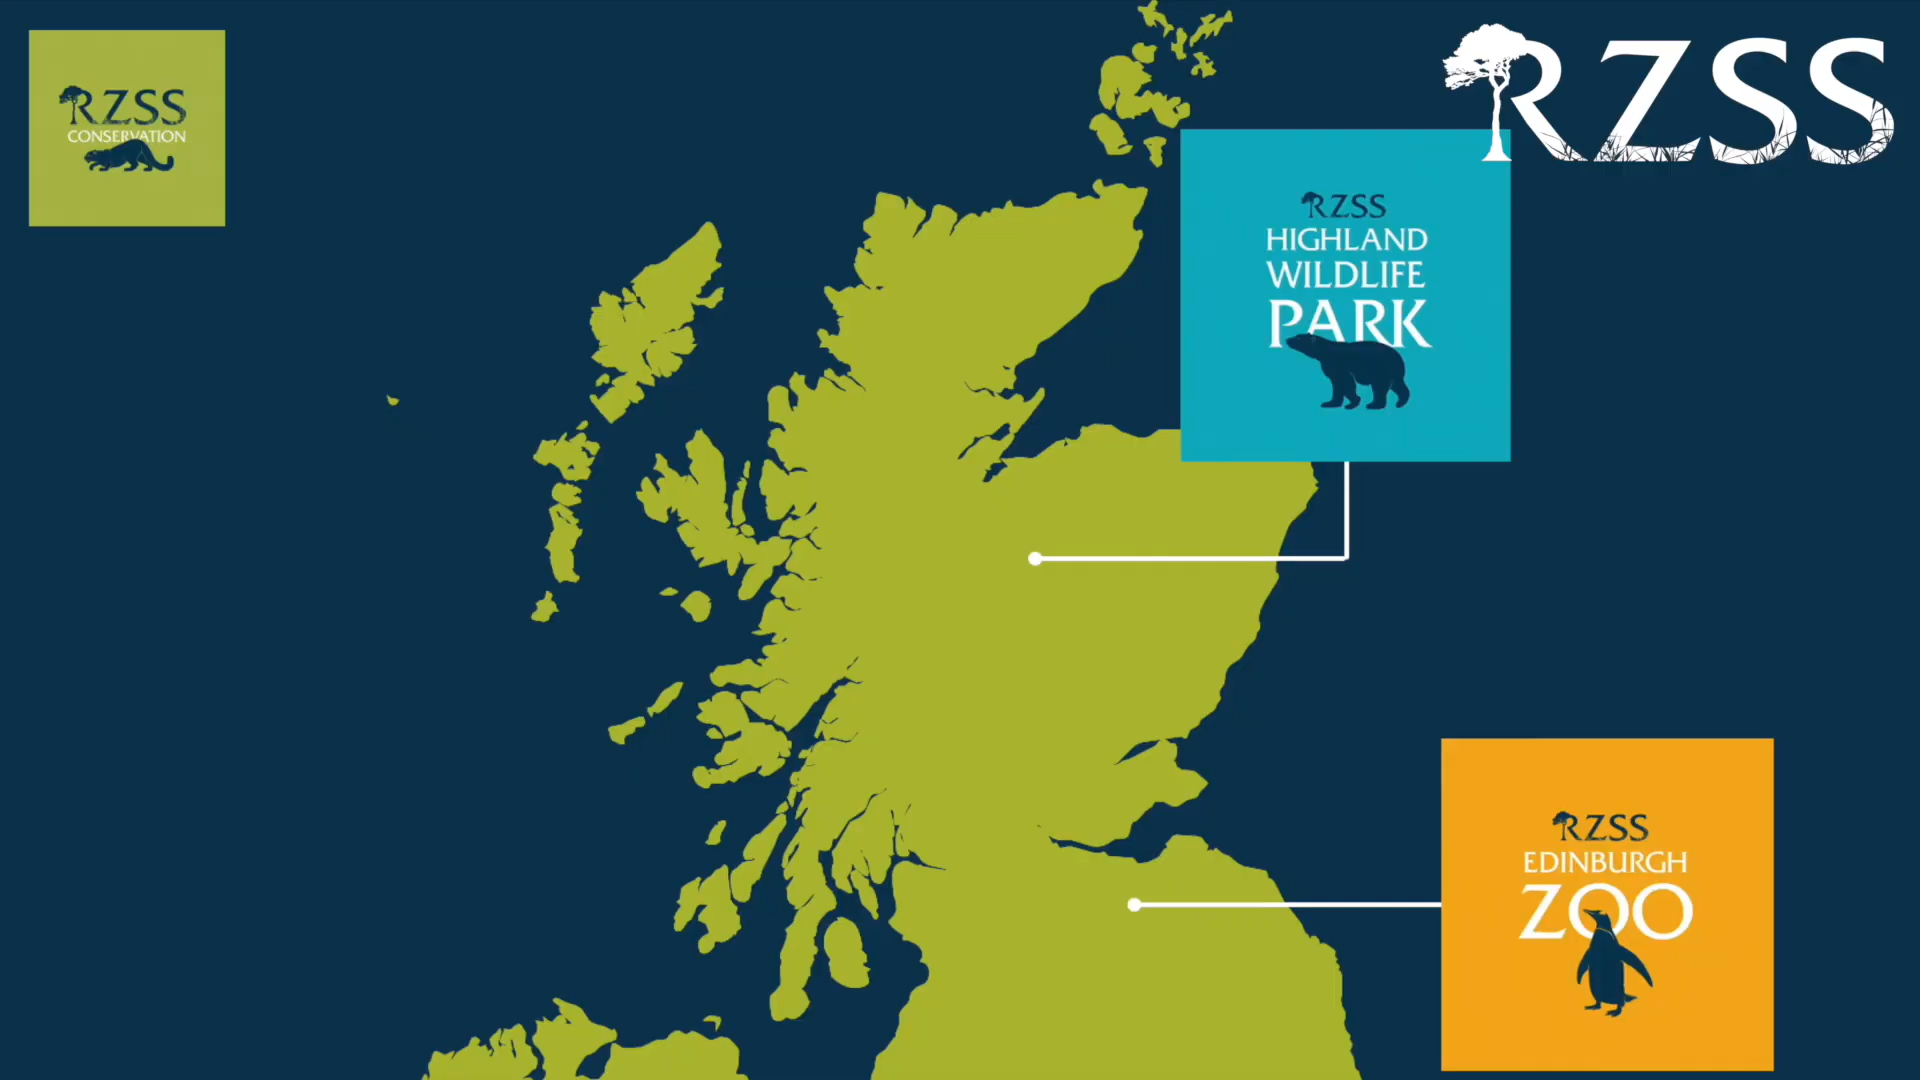 RZSS
CONSERVATION
RZSS
RZSS
HIGHLAND
WILDLIFE
PARK
RZSS
EDINBURGH
ZOO